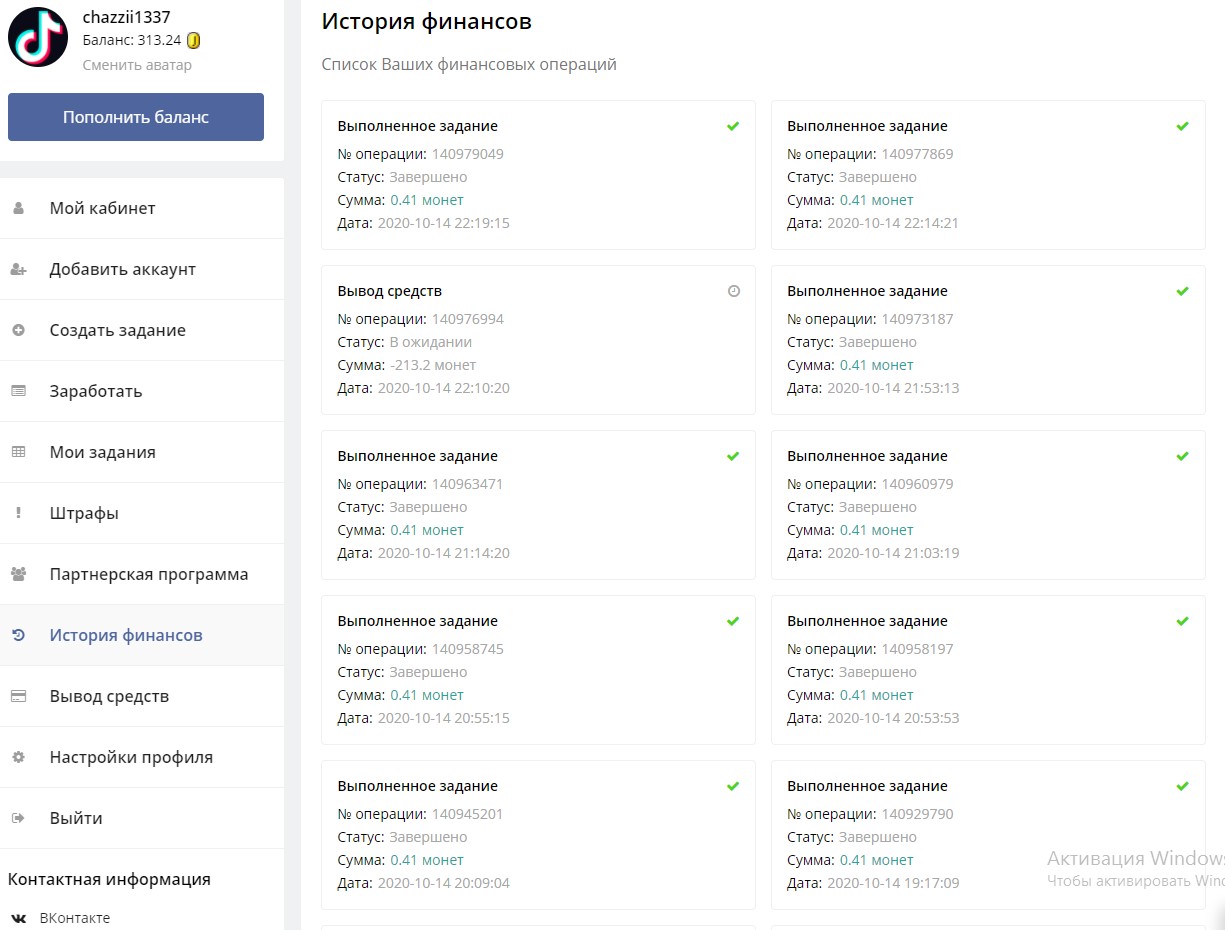 chazzii1337
Баланс: 313.24
Сменить аватар
Пополнить баланс
Мой кабинет
Добавить аккаунт
Создать задание
Заработать
Мои задания
Штрафы
Партнерская программа
История финансов
Вывод средств
Настройки профиля
Выйти
Контактная информация
ВКонтакте
История финансов
Список Ваших финансовых операций
Выполненное задание
№ операции: 140979049
Статус: Завершено
Сумма: 0.41 монет
Дата: 2020-10-14 22:19:15
Выполненное задание
№ операции: 140977869
Статус: Завершено
Сумма: 0.41 монет
Дата: 2020-10-14 22:14:21
Вывод средств
№ операции: 140976994
Статус: В ожидании
Сумма: -213.2 монет
Дата: 2020-10-14 22:10:20
Выполненное задание
№ операции: 140973187
Статус: Завершено
Сумма: 0.41 монет
Дата: 2020-10-14 21:53:13
Выполненное задание
№ операции: 140963471
Статус: Завершено
Сумма: 0.41 монет
Дата: 2020-10-14 21:14:20
Выполненное задание
№ операции: 140960979
Статус: Завершено
Сумма: 0.41 монет
Дата: 2020-10-14 21:03:19
Выполненное задание
№ операции: 140958745
Статус: Завершено
Сумма: 0.41 монет
Дата: 2020-10-14 20:55:15
Выполненное задание
№ операции: 140958197
Статус: Завершено
Сумма: 0.41 монет
Дата: 2020-10-14 20:53:53
Выполненное задание
№ операции: 140945201
Статус: Завершено
Сумма: 0.41 монет
Дата: 2020-10-14 20:09:04
Выполненное задание
№ операции: 140929790
Статус: Завершено
Сумма: 0.41 монет
Дата: 2020-10-14 19:17:09
Активация Windows
Чтобы активировать Wind